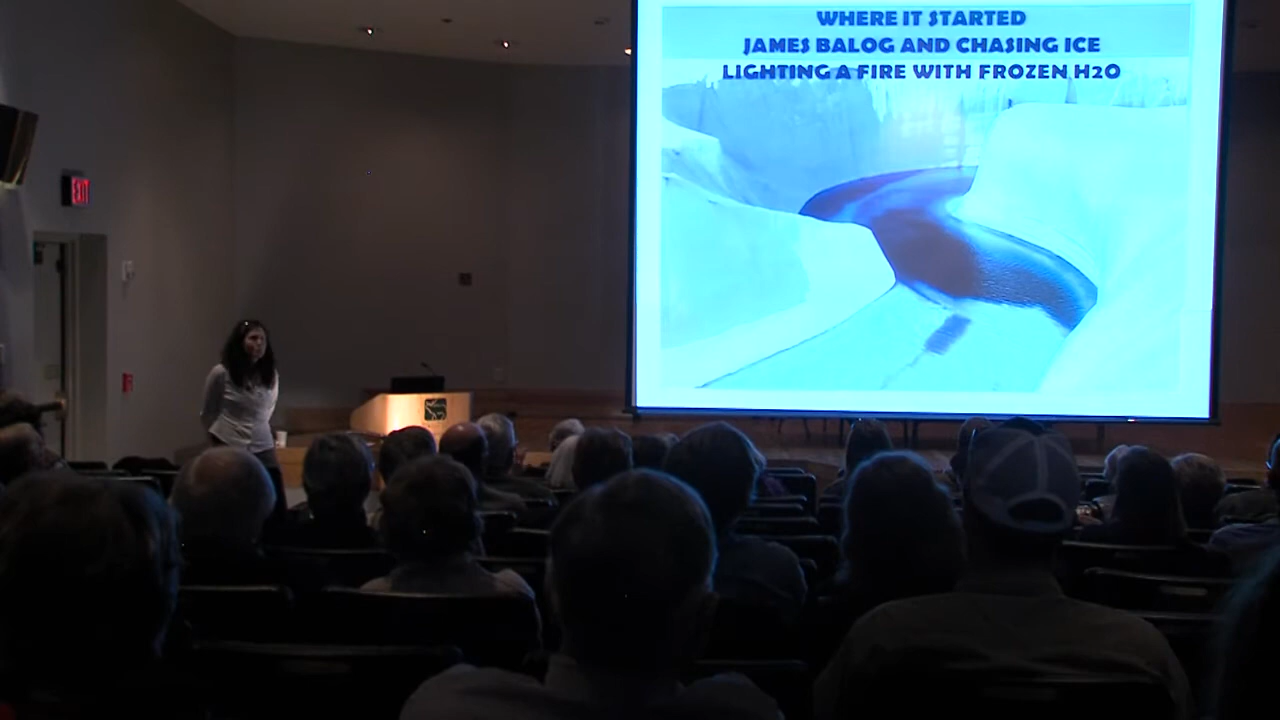 WHERE IT STARTED
JAMES BALOG AND CHASING ICE
LIGHTING A FIRE WITH FROZEN H2O
EXIT